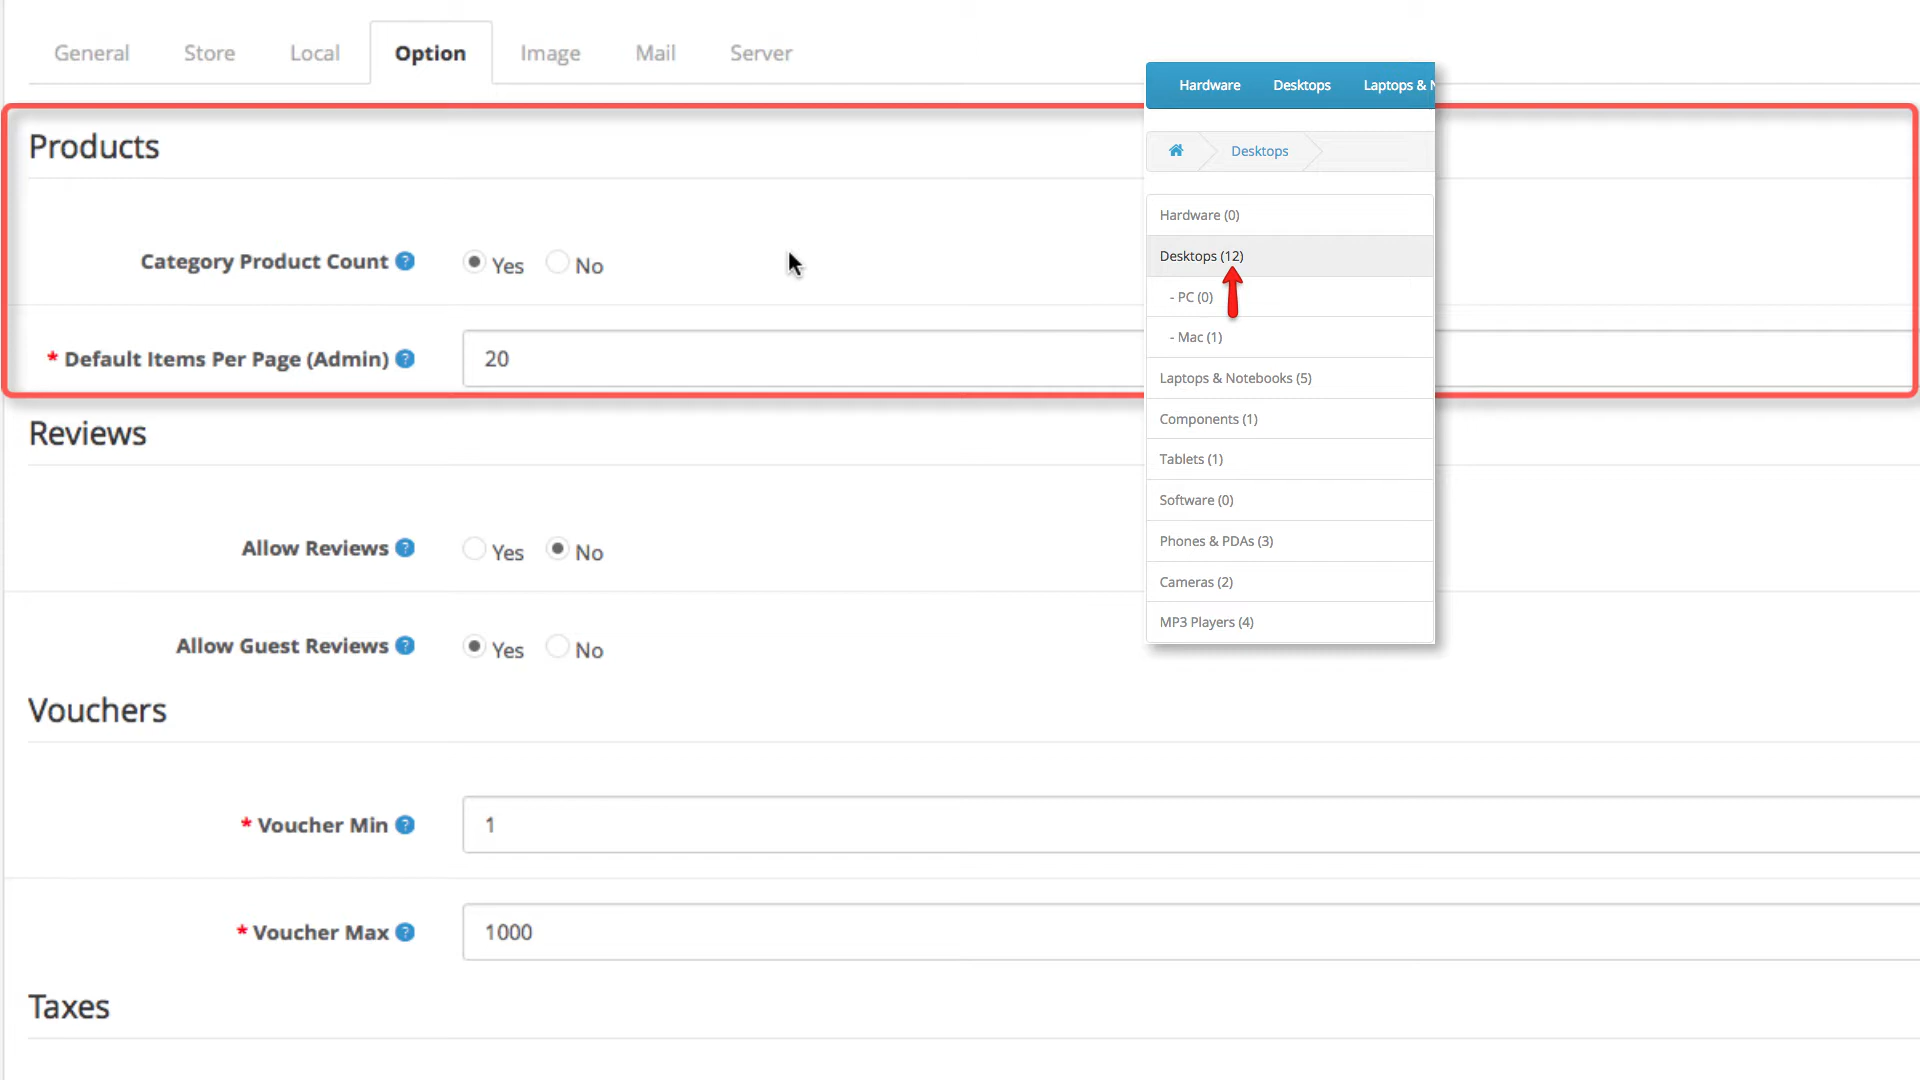 General Store Local Option Image Mail Server
Products
Category Product Count ? Yes No
* Default Items Per Page (Admin) ? 20
Reviews
Allow Reviews ? Yes No
Allow Guest Reviews ? Yes No
Vouchers
* Voucher Min ? 1
* Voucher Max ? 1000
Taxes
Hardware Desktops Laptops &
Desktops
Hardware (0)
Desktops (12)
- PC (0)
- Mac (1)
Laptops & Notebooks (5)
Components (1)
Tablets (1)
Software (0)
Phones & PDAs (3)
Cameras (2)
MP3 Players (4)